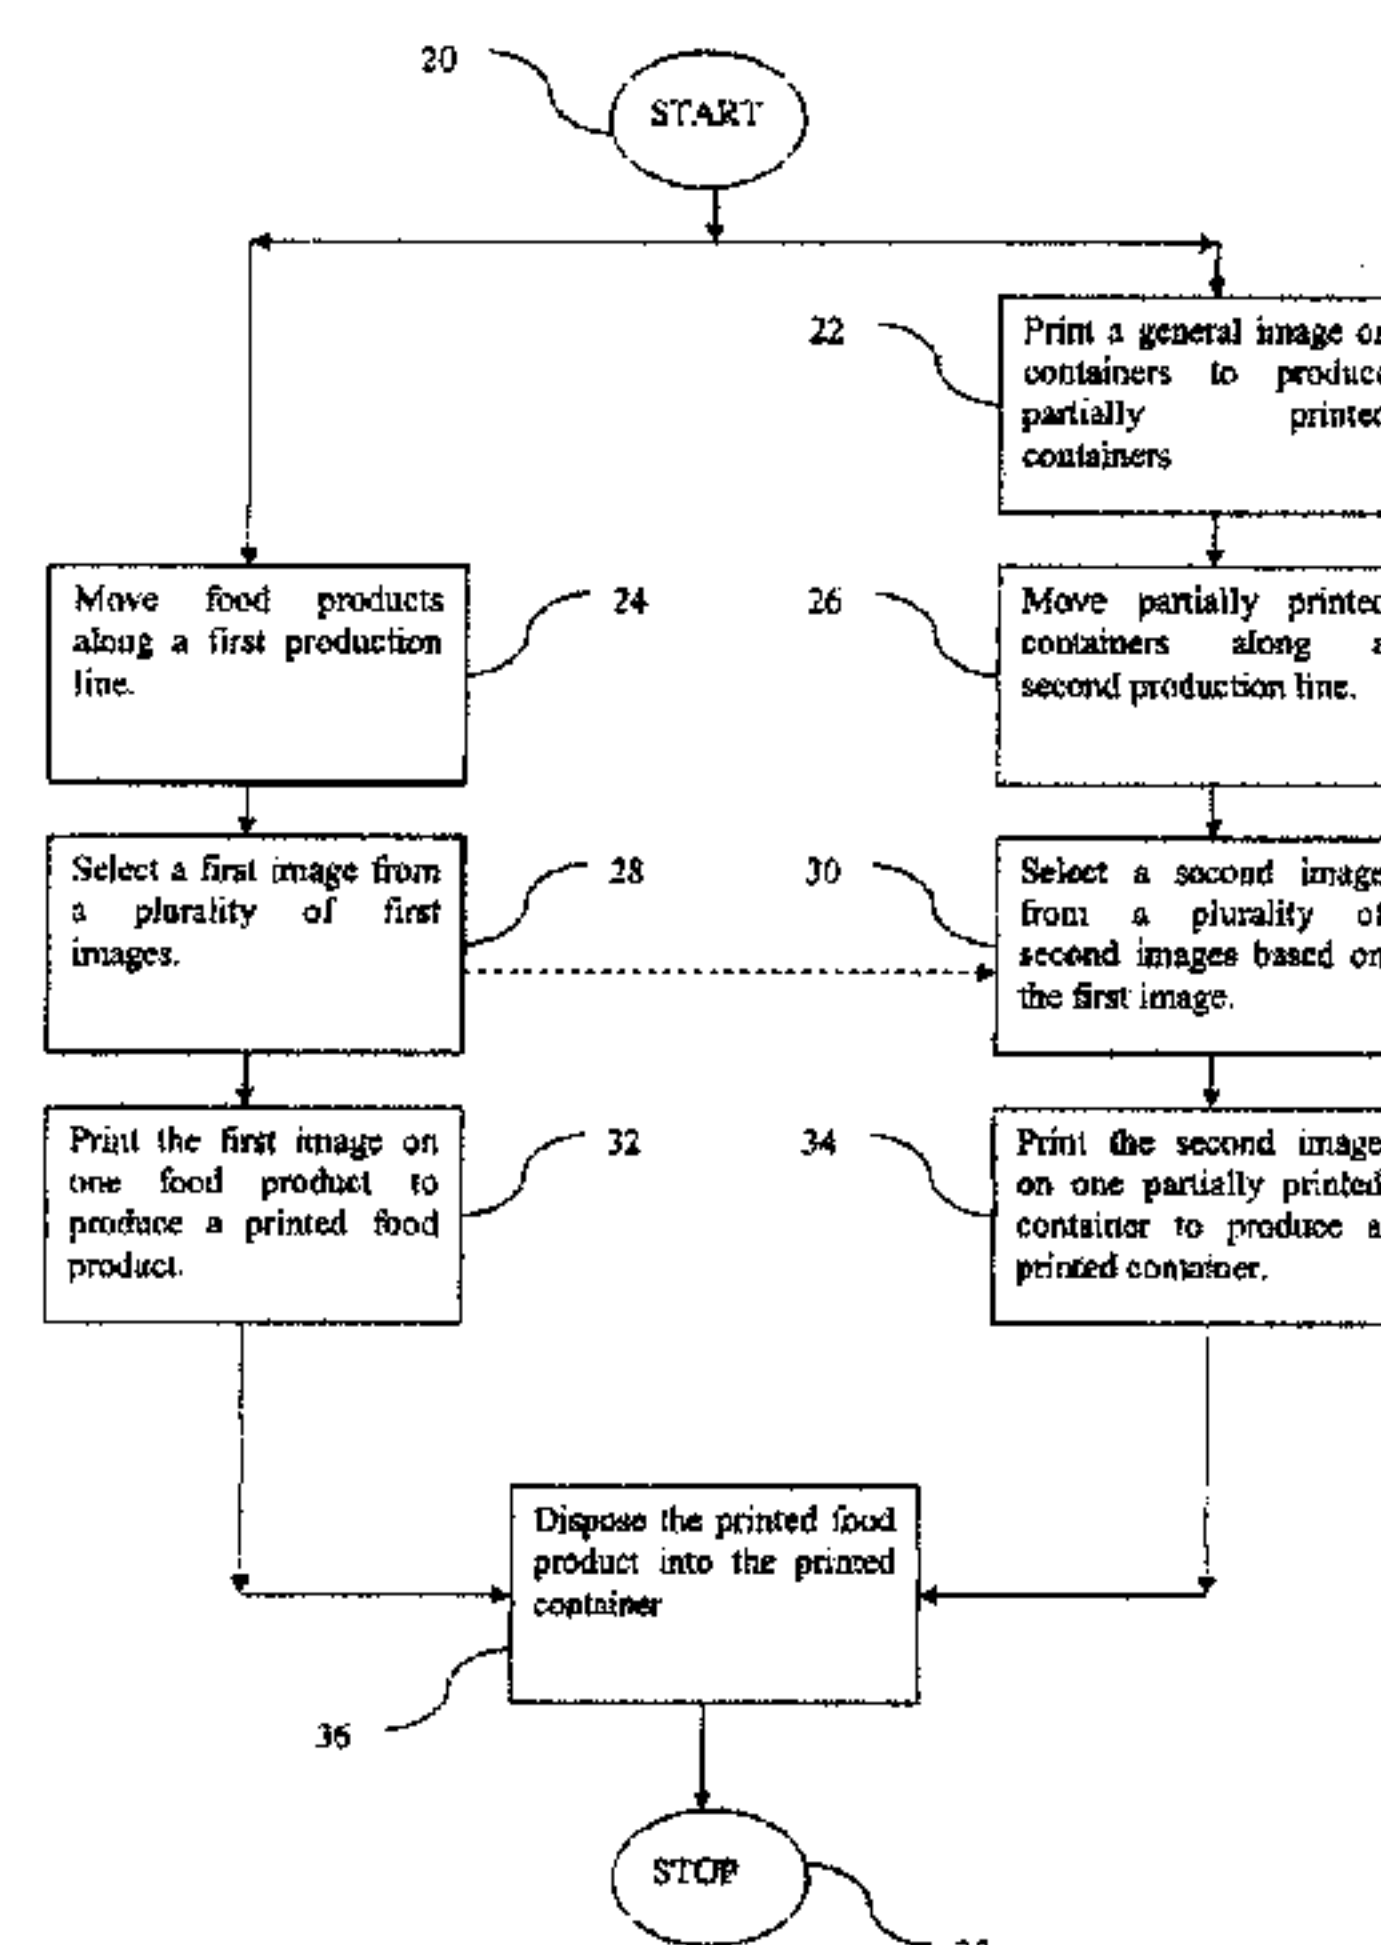 20
START
22
Print a general image
containers to produce
partially printed
containers
Move food products
along a first production
line.
24
26
Move partially printed
containers along a
second production line.
Select a first image from
a plurality of first
images.
28
30
Select a second image
from a plurality of
second images based on
the first image.
Print the first image on
one food product to
produce a printed food
product.
32
34
Print the second image
on one partially printed
container to produce a
printed container.
Dispose the printed food
product into the printed
container
36
STOP